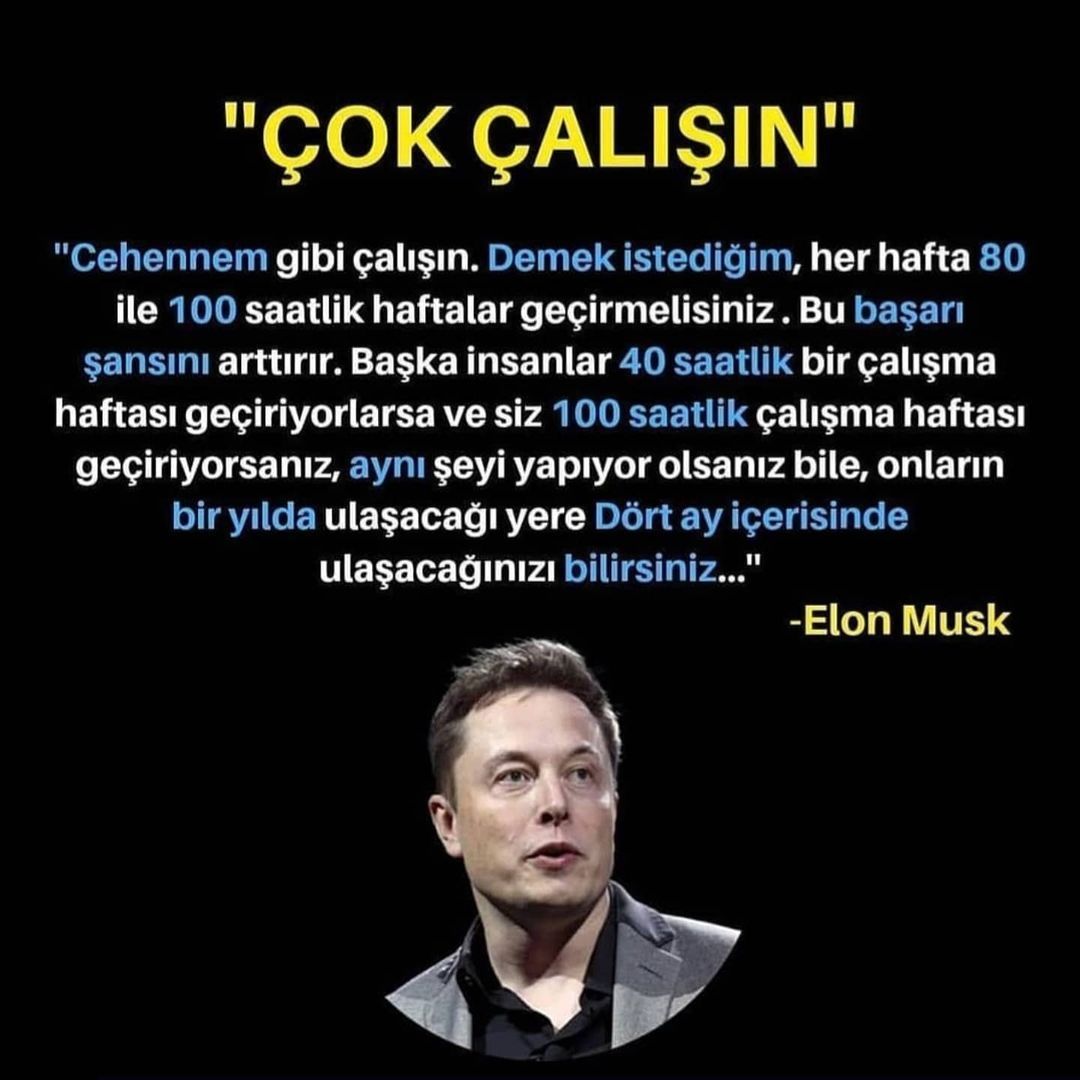 "ÇOK ÇALIŞIN"
"Cehennem gibi çalışın. Demek istediğim, her hafta 80
ile 100 saatlik haftalar geçirmelisiniz . Bu başarı
şansını arttırır. Başka insanlar 40 saatlik bir çalışma
haftası geçiriyorlarsa ve siz 100 saatlik çalışma haftası
geçiriyorsanız, aynı şeyi yapıyor olsanız bile, onların
bir yılda ulaşacağı yere Dört ay içerisinde
ulaşacağınızı bilirsiniz..."
-Elon Musk